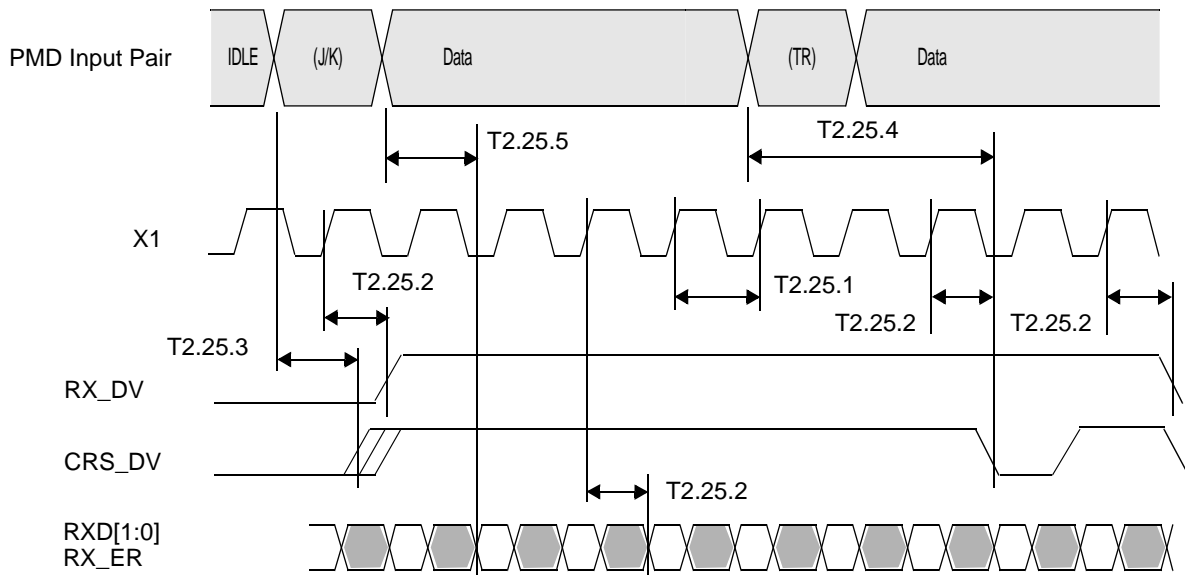 PMD Input Pair
IDLE
(J/K)
Data
(TR)
Data
T2.25.5
T2.25.4
X1
T2.25.2
T2.25.1
T2.25.2
T2.25.2
T2.25.3
RX_DV
CRS_DV
T2.25.2
RXD[1:0]
RX_ER